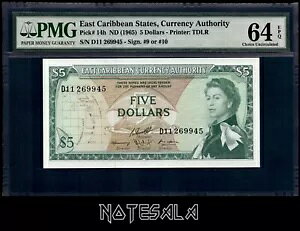 PMG
PAPER MONEY GUARANTY
East Caribbean States, Currency Authority
Pick# 14h ND (1965) 5 Dollars - Printer: TDLR
S/N D11 269945 - Sign. #9 or #10
64 EPQ
Choice Uncirculated
EAST CARIBBEAN CURRENCY AUTHORITY
$5
D11 269945
FIVE
DOLLARS
D11 269945
$5
NOTESALA